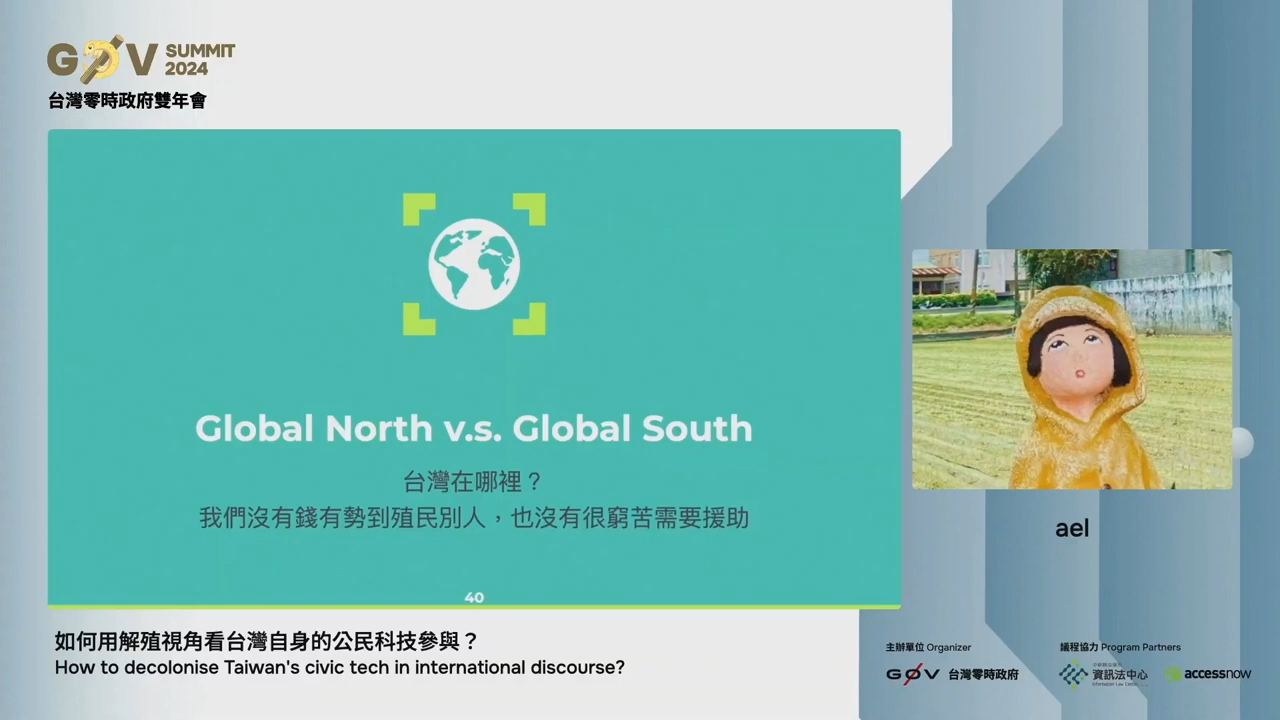 G0V SUMMIT 2024
台灣零時政府雙年會
Global North v.s. Global South
台灣在哪裡？
我們沒有錢有勢到殖民別人，也沒有很窮苦需要援助
40
ael
如何用解殖視角看台灣自身的公民科技參與？
How to decolonise Taiwan's civic tech in international discourse?
主辦單位 Organizer
議程協力 Program Partners
G0V 台灣零時政府
資訊法中心
Information Law Center
accessnow